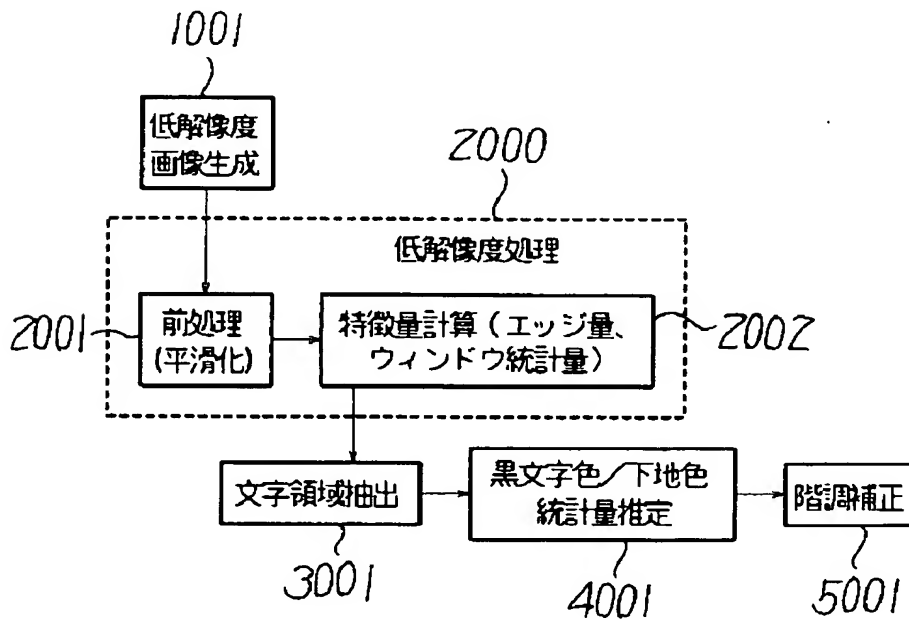 1001
低解像度
画像生成
2000
低解像度処理
2001
前処理
(平滑化)
特徴量計算(エッジ量、
ウィンドウ統計量)
2002
文字領域抽出
黒文字色/下地色
統計量推定
階調補正
3001
4001
5001